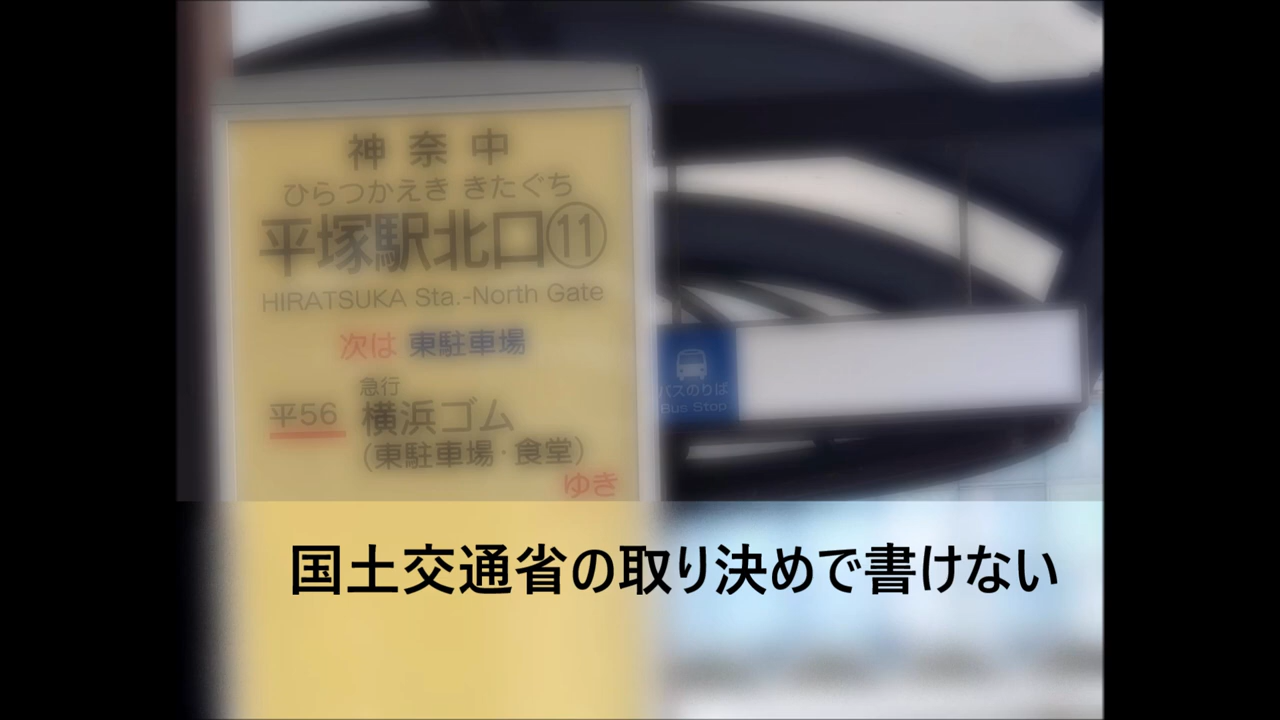 神奈中
ひらつかええき きたぐち
平塚駅北口⑪
HIRATSUKA Sta.-North Gate
次は 東駐車場
急行
平56 横浜ゴム
(東駐車場・食堂)
ゆき
バスのりば
Bus Stop
国土交通省の取り決めで書けない